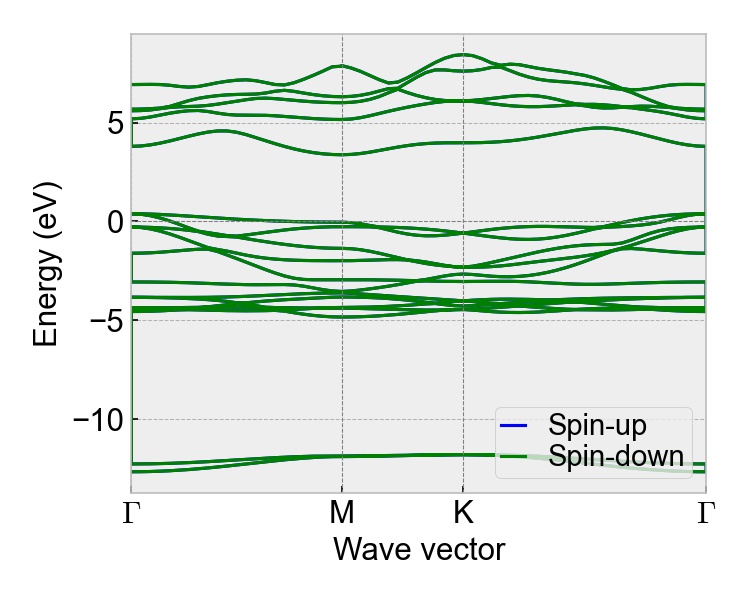 Energy (eV)
5
0
−5
−10
Spin-up
Spin-down
Γ M K Γ
Wave vector